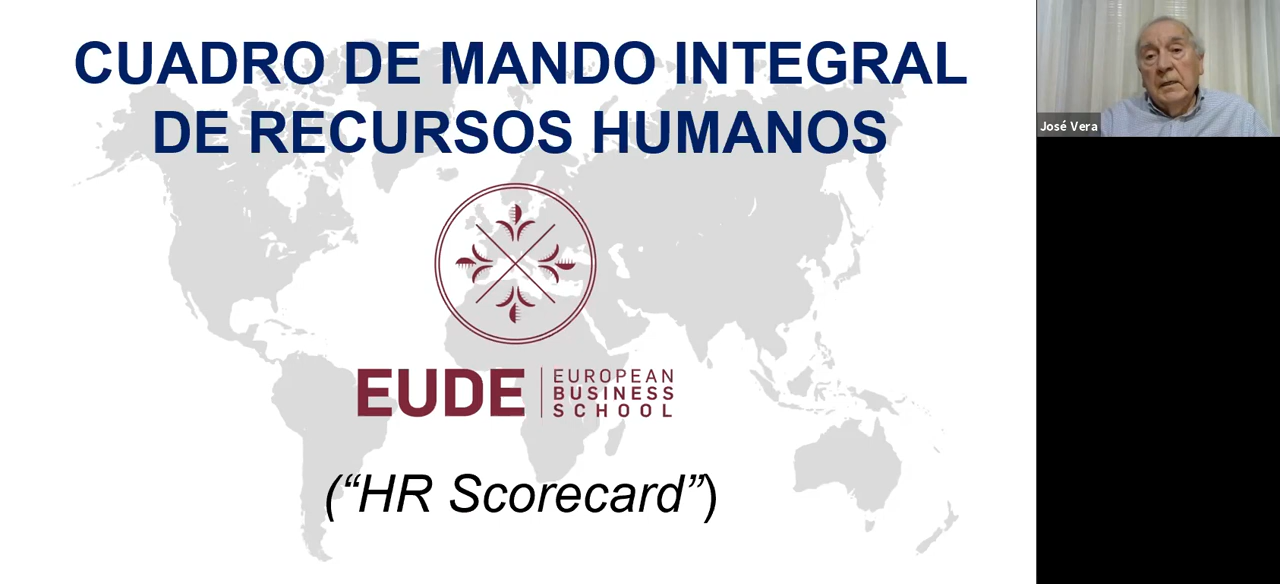 CUADRO DE MANDO INTEGRAL
DE RECURSOS HUMANOS
EUDE
EUROPEAN
BUSINESS
SCHOOL
(“HR Scorecard”)
José Vera